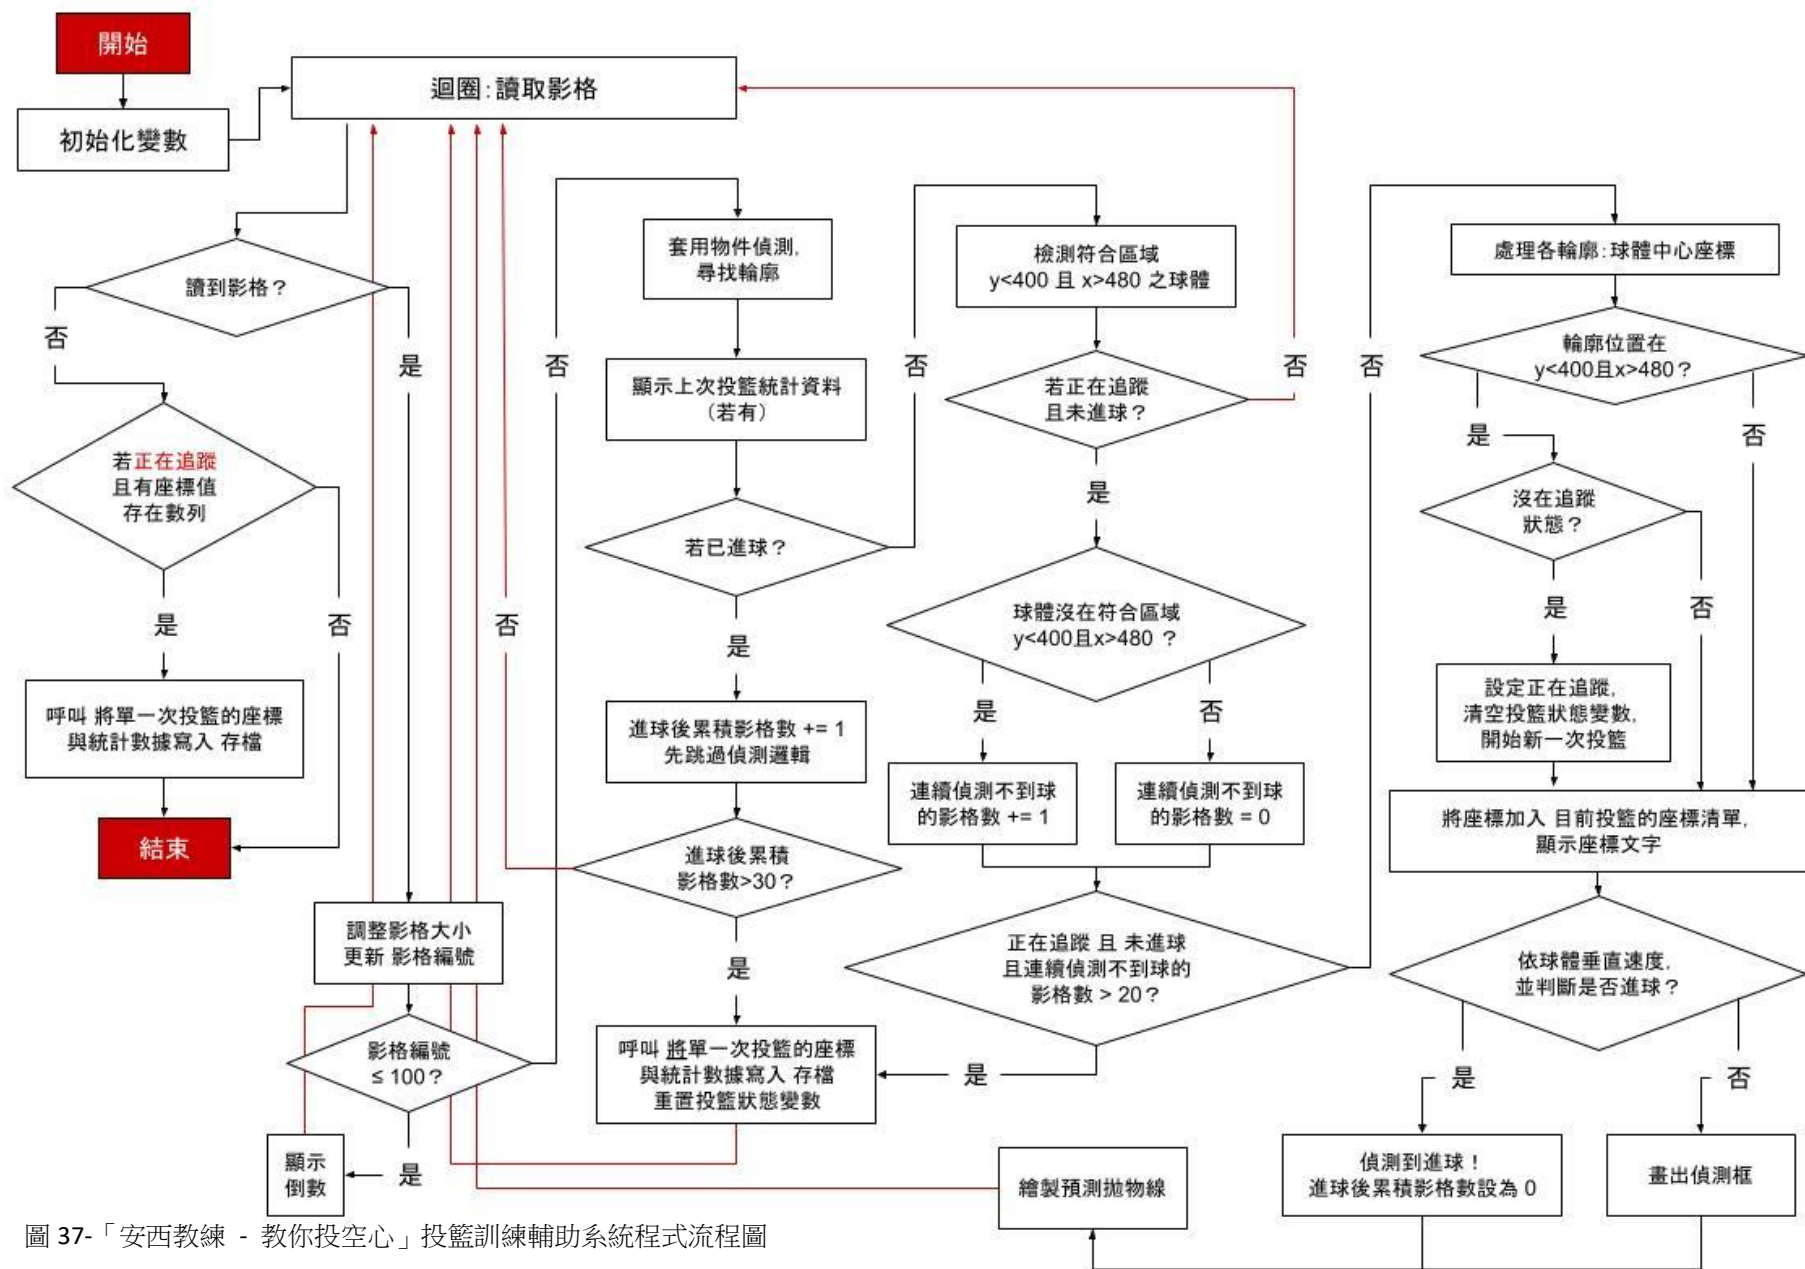 開始
初始化變數
迴圈:讀取影格
讀到影格？
否
是
若正在追蹤
且有座標值
存在數列
是
否
呼叫 將單一次投籃的座標
與統計數據寫入 存檔
結束
調整影格大小
更新 影格編號
影格編號
≤ 100？
是
否
顯示
倒數
套用物件偵測,
尋找輪廓
顯示上次投籃統計資料
（若有）
若已進球？
是
否
進球後累積影格數 += 1
先跳過偵測邏輯
進球後累積
影格數>30？
否
是
呼叫 將單一次投籃的座標
與統計數據寫入 存檔
重置投籃狀態變數
檢測符合區域
y<400 且 x>480 之球體
若正在追蹤
且未進球？
否
是
球體沒在符合區域
y<400且x>480 ？
是
否
連續偵測不到球
的影格數 += 1
連續偵測不到球
的影格數 = 0
正在追蹤 且 未進球
且連續偵測不到球的
影格數 > 20？
是
否
處理各輪廓:球體中心座標
輪廓位置在
y<400且x>480？
是
否
沒在追蹤
狀態？
是
否
設定正在追蹤,
清空投籃狀態變數,
開始新一次投籃
將座標加入 目前投籃的座標清單,
顯示座標文字
依球體垂直速度,
並判斷是否進球？
是
否
偵測到進球！
進球後累積影格數設為 0
畫出偵測框
繪製預測拋物線
圖 37-「安西教練 - 教你投空心」投籃訓練輔助系統程式流程圖